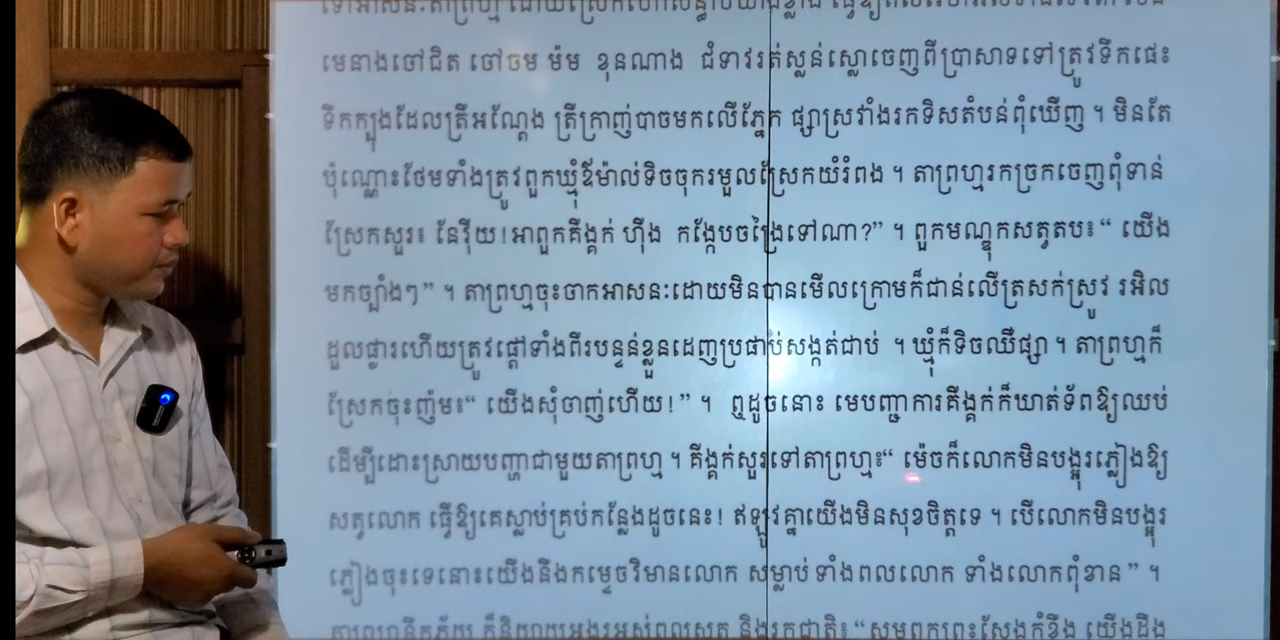 មេនាងចៅជិត ចៅចម ម៉ម ខុនណាង ជំទាវរត់ស្លន់ស្លោចេញពីប្រាសាទទៅត្រូវទឹកផេះ
ទឹកក្បុងដែលត្រីអណ្ដែង ត្រីក្រាញ់បាចមកលើភ្នែក ផ្សាស្រវាំងរកទិសតំបន់ពុំឃើញ ។ មិនតែ
ប៉ុណ្ណោះថែមទាំងត្រូវពួកឃ្មុំឪម៉ាល់ទិចចុករមួលស្រែកយំរំពង ។ តាព្រហ្មរកច្រកចេញពុំទាន់
ស្រែកសួរ៖ នែវ៉ឺយ!អាពួកគីង្គក់ ហ៊ីង កង្កែបចង្រៃទៅណា?” ។ ពួកមណ្ឌុកសត្វតប៖“ យើង
មកច្បាំងៗ” ។ តាព្រហ្មចុះចាកអាសនៈដោយមិនបានមើលក្រោមក៏ជាន់លើត្រសក់ស្រូវ រអិល
ដួលផ្ងារហើយត្រូវផ្ដៅទាំងពីរបន្ទន់ខ្លួនដេញប្រផាប់សង្កត់ជាប់ ។ ឃ្មុំក៏ទិចឈឺផ្សា ។ តាព្រហ្មក៏
ស្រែកចុះញ៉ម៖“ យើងសុំចាញ់ហើយ!” ។ ឮដូចនោះ មេបញ្ជាការគីង្គក់ក៏ឃាត់ទ័ពឱ្យឈប់
ដើម្បីដោះស្រាយបញ្ហាជាមួយតាព្រហ្ម ។ គីង្គក់សួរទៅតាព្រហ្ម៖“ ម៉េចក៏លោកមិនបង្អុរភ្លៀងឱ្យ
សត្វលោក ធ្វើឱ្យគេស្លាប់គ្រប់កន្លែងដូចនេះ! ឥឡូវគ្នាយើងមិនសុខចិត្តទេ ។ បើលោកមិនបង្អុរ
ភ្លៀងចុះទេនោះយើងនឹងកម្ទេចវិមានលោក សម្លាប់ ទាំងពលលោក ទាំងលោកពុំខាន” ។